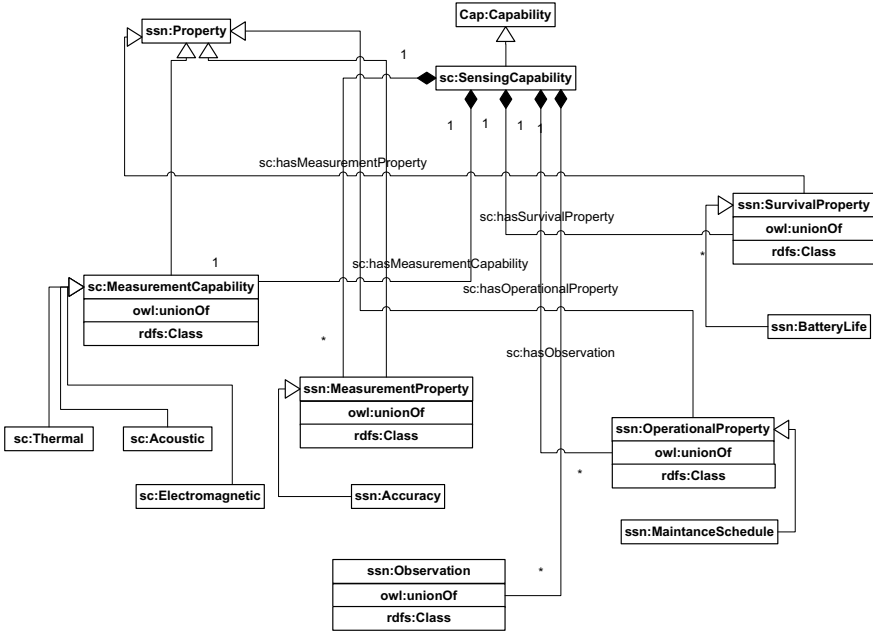 Cap:Capability
ssn:Property
1
sc:SensingCapability
1
1
1
1
sc:hasMeasurementProperty
ssn:SurvivalProperty
owl:unionOf
rdfs:Class
sc:hasSurvivalProperty
*
1
sc:hasMeasurementCapability
sc:MeasurementCapability
owl:unionOf
rdfs:Class
sc:hasOperationalProperty
ssn:BatteryLife
*
sc:hasObservation
ssn:MeasurementProperty
owl:unionOf
rdfs:Class
ssn:OperationalProperty
owl:unionOf
rdfs:Class
sc:Thermal
sc:Acoustic
*
sc:Electromagnetic
ssn:Accuracy
ssn:MaintanceSchedule
ssn:Observation
owl:unionOf
rdfs:Class
*